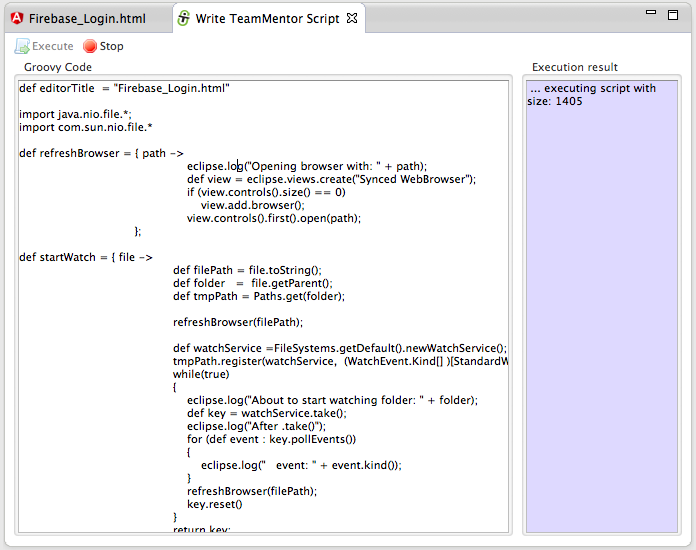 Firebase_Login.html
Write TeamMentor Script
Execute Stop
Groovy Code
def editorTitle  = "Firebase_Login.html"
import java.nio.file.*;
import com.sun.nio.file.*
def refreshBrowser = { path ->
eclipse.log("Opening browser with: " + path);
def view = eclipse.views.create("Synced WebBrowser");
if (view.controls().size() == 0)
view.add.browser();
view.controls().first().open(path);
};
def startWatch = { file ->
def filePath = file.toString();
def folder   =  file.getParent();
def tmpPath = Paths.get(folder);
refreshBrowser(filePath);
def watchService =FileSystems.getDefault().newWatchService();
tmpPath.register(watchService,  (WatchEvent.Kind[] )[StandardW
while(true)
{
eclipse.log("About to start watching folder: " + folder);
def key = watchService.take();
eclipse.log("After .take()");
for (def event : key.pollEvents())
{
eclipse.log("   event: " + event.kind());
}
refreshBrowser(filePath);
key.reset()
}
return key;
Execution result
... executing script with
size: 1405